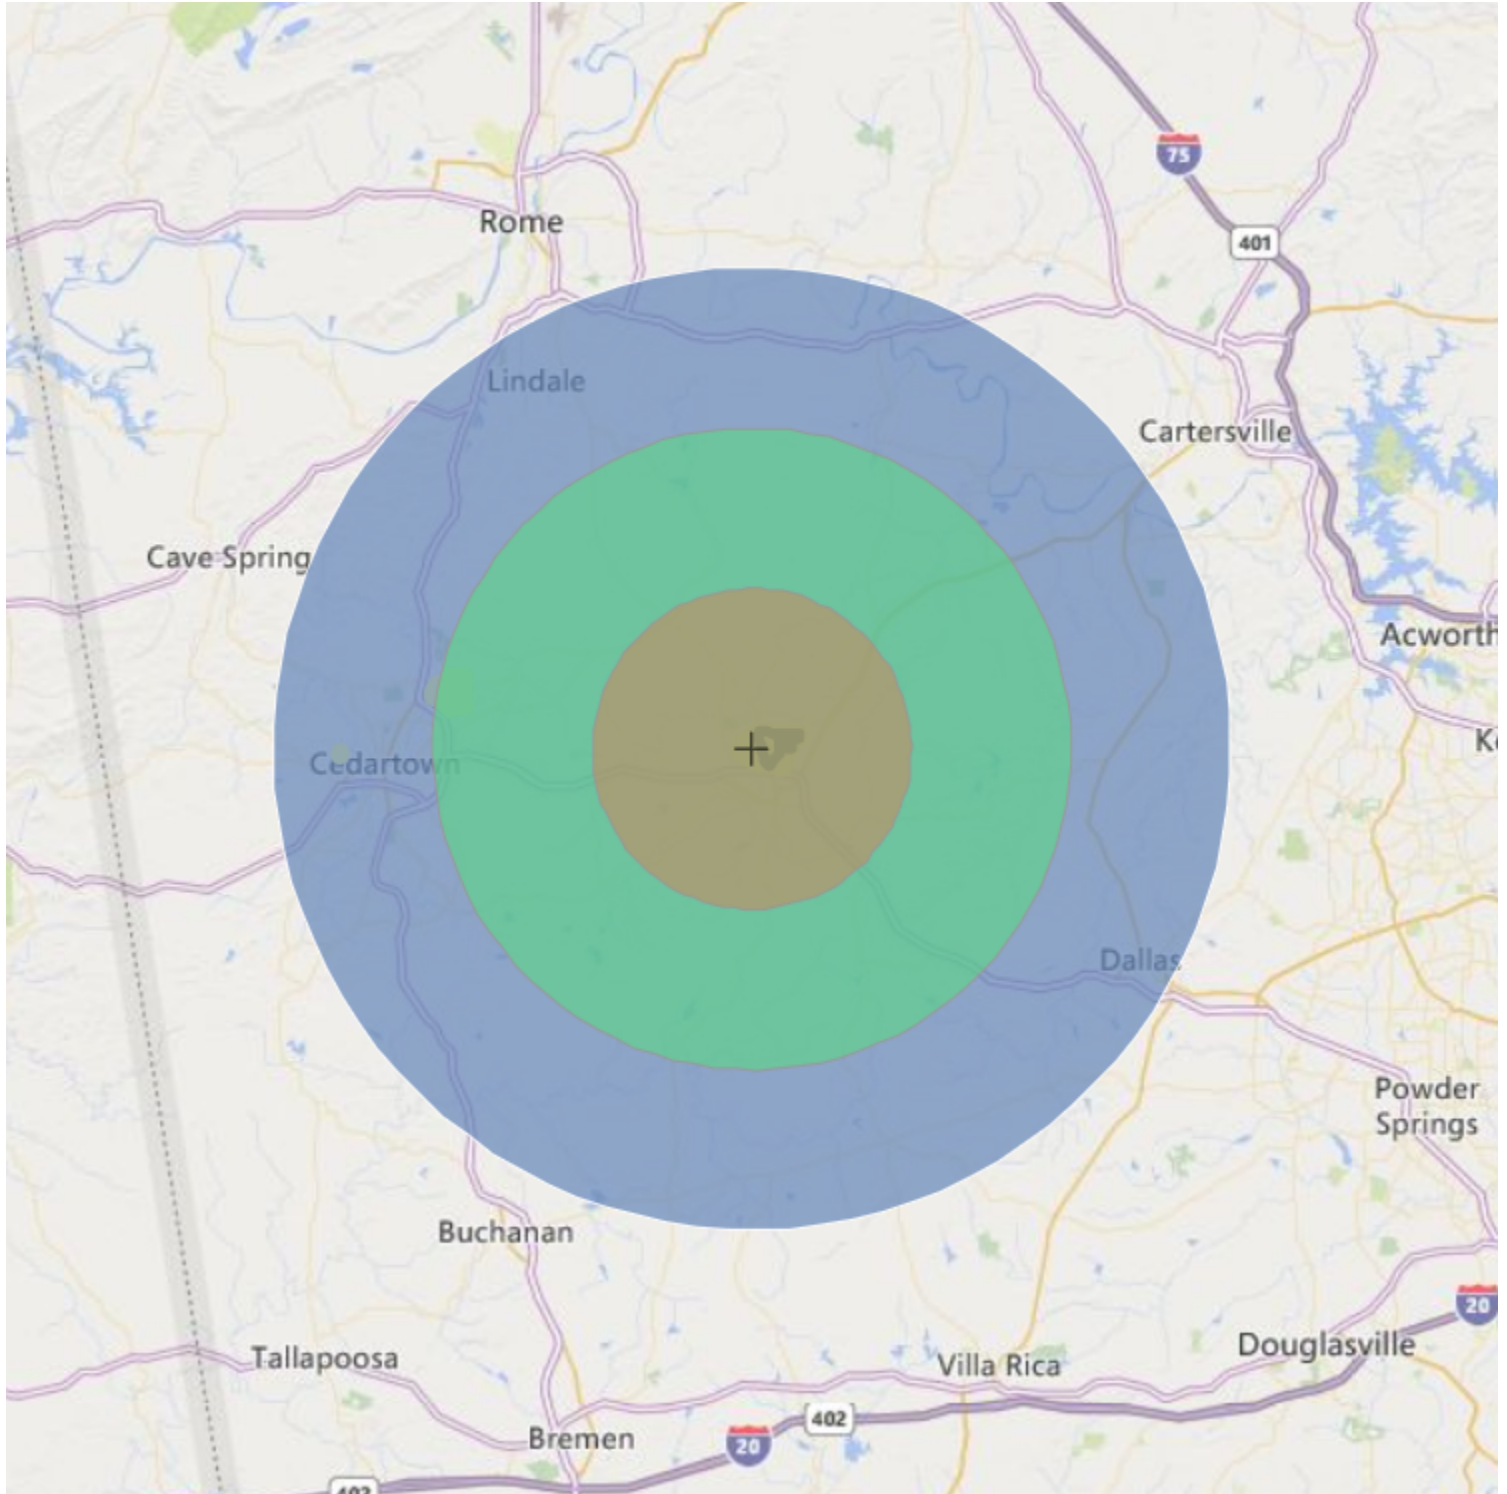 75
Rome
401
Lindale
Cartersville
Cave Spring
Acworth
Cedartown
Dallas
Powder
Springs
Buchanan
20
Douglasville
Tallapoosa
Villa Rica
402
Bremen
20